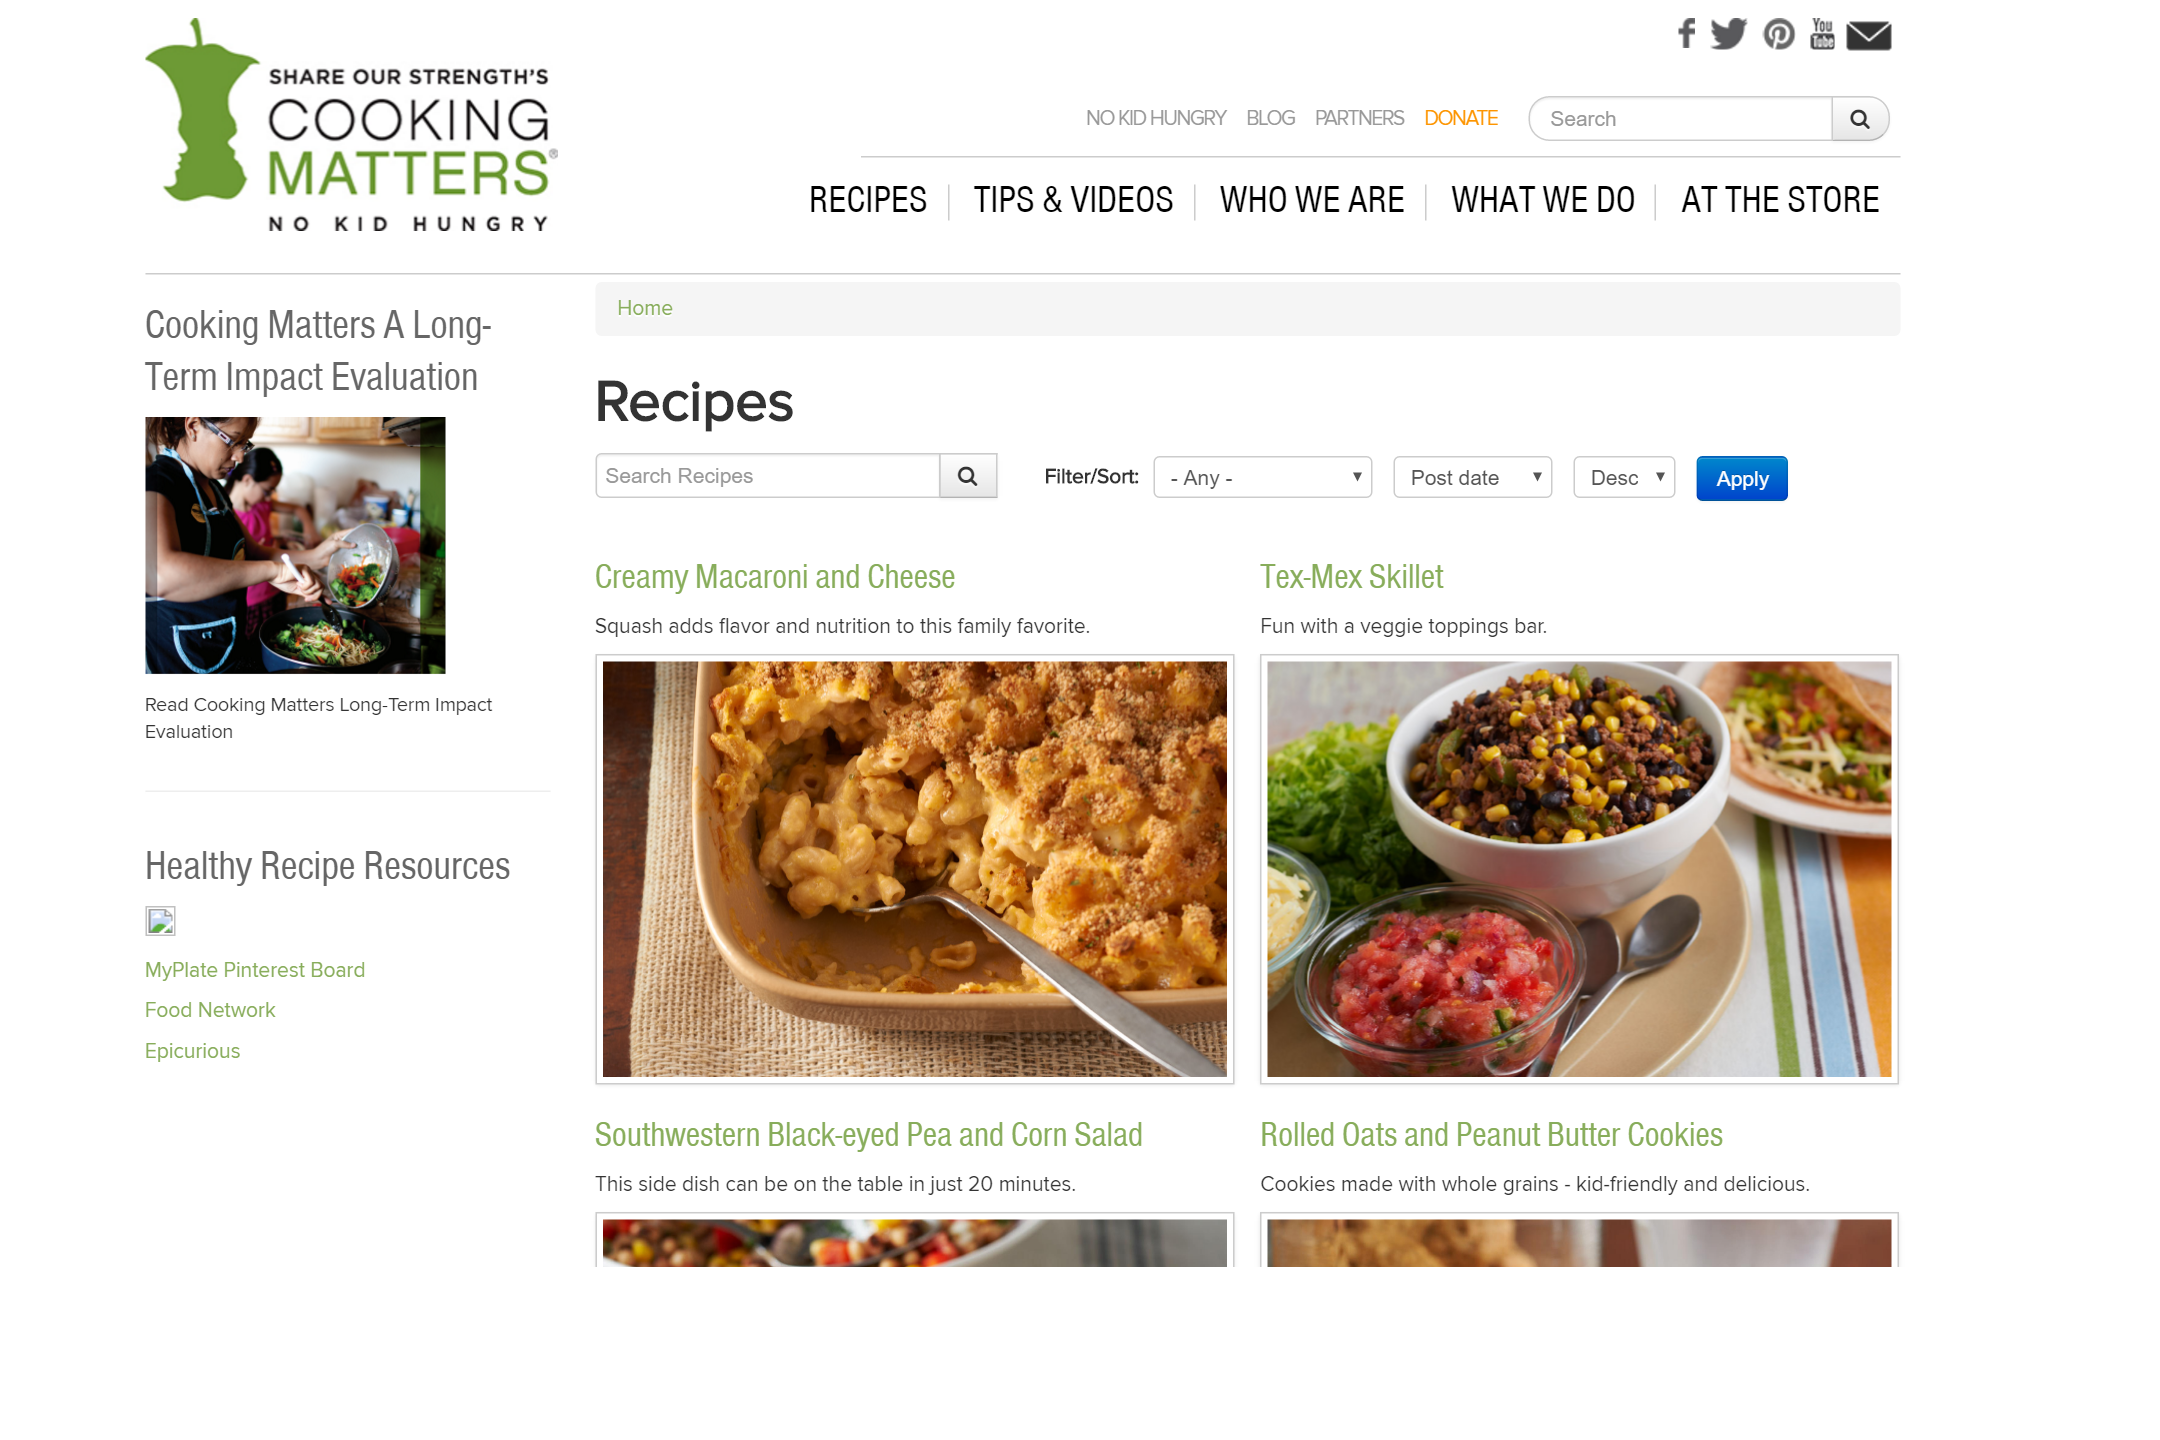 SHARE OUR STRENGTH'S
COOKING
MATTERS®
NO KID HUNGRY
You
Tube
NO KID HUNGRY BLOG PARTNERS DONATE Search
RECIPES TIPS & VIDEOS WHO WE ARE WHAT WE DO AT THE STORE
Cooking Matters A Long-
Term Impact Evaluation
Read Cooking Matters Long-Term Impact
Evaluation
Healthy Recipe Resources
MyPlate Pinterest Board
Food Network
Epicurious
Home
Recipes
Search Recipes Filter/Sort: - Any - Post date Desc Apply
Creamy Macaroni and Cheese
Squash adds flavor and nutrition to this family favorite.
Tex-Mex Skillet
Fun with a veggie toppings bar.
Southwestern Black-eyed Pea and Corn Salad
This side dish can be on the table in just 20 minutes.
Rolled Oats and Peanut Butter Cookies
Cookies made with whole grains - kid-friendly and delicious.